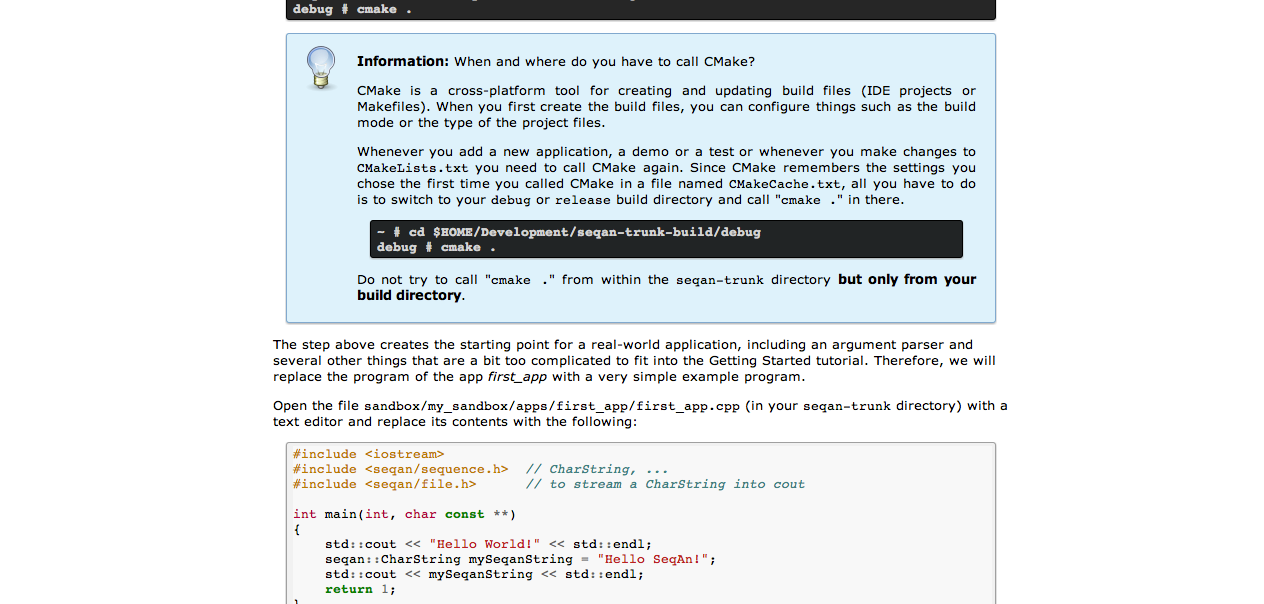 debug # cmake .
Information: When and where do you have to call CMake?
CMake is a cross-platform tool for creating and updating build files (IDE projects or
Makefiles). When you first create the build files, you can configure things such as the build
mode or the type of the project files.
Whenever you add a new application, a demo or a test or whenever you make changes to
CMakeLists.txt you need to call CMake again. Since CMake remembers the settings you
chose the first time you called CMake in a file named CMakeCache.txt, all you have to do
is to switch to your debug or release build directory and call "cmake ." in there.
~ # cd $HOME/Development/seqan-trunk-build/debug
debug # cmake .
Do not try to call "cmake ." from within the seqan-trunk directory but only from your
build directory.
The step above creates the starting point for a real-world application, including an argument parser and
several other things that are a bit too complicated to fit into the Getting Started tutorial. Therefore, we will
replace the program of the app first_app with a very simple example program.
Open the file sandbox/my_sandbox/apps/first_app/first_app.cpp (in your seqan-trunk directory) with a
text editor and replace its contents with the following:
#include <iostream>
#include <seqan/sequence.h>  // CharString, ...
#include <seqan/file.h>      // to stream a CharString into cout
int main(int, char const **)
{
    std::cout << "Hello World!" << std::endl;
    seqan::CharString mySeqanString = "Hello SeqAn!";
    std::cout << mySeqanString << std::endl;
    return 1;
}